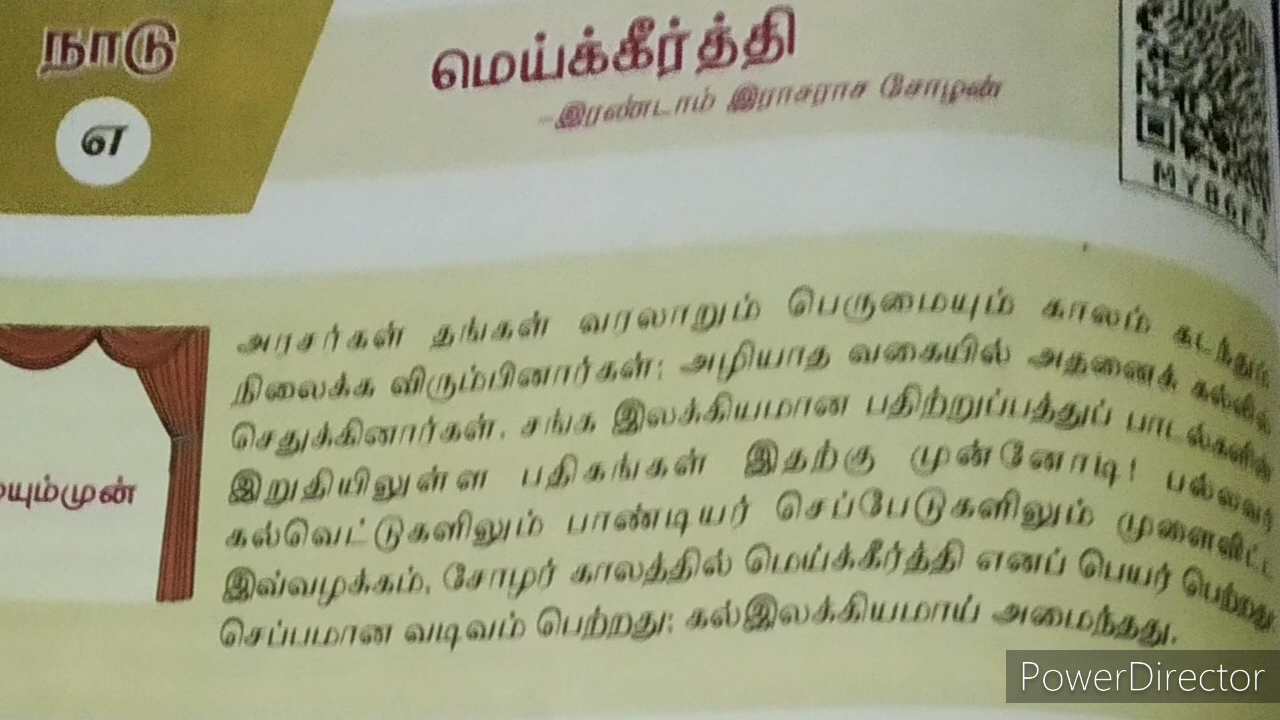 நாடு
எ
மெய்க்கீர்த்தி
-இரண்டாம் இராசராச சோழன்
அரசர்கள் தங்கள் வரலாறும் பெருமையும் காலம் கடந்தும்
நிலைக்க விரும்பினார்கள்; அழியாத வகையில் அதனைக் கல்லில்
செதுக்கினார்கள். சங்க இலக்கியமான பதிற்றுப்பத்துப் பாடல்களின்
இறுதியிலுள்ள பதிகங்கள் இதற்கு முன்னோடி! பல்லவர்
கல்வெட்டுகளிலும் பாண்டியர் செப்பேடுகளிலும் முளைவிட்ட
இவ்வழக்கம், சோழர் காலத்தில் மெய்க்கீர்த்தி எனப் பெயர் பெற்றது;
செப்பமான வடிவம் பெற்றது; கல்இலக்கியமாய் அமைந்தது.
யும்முன்
PowerDirector